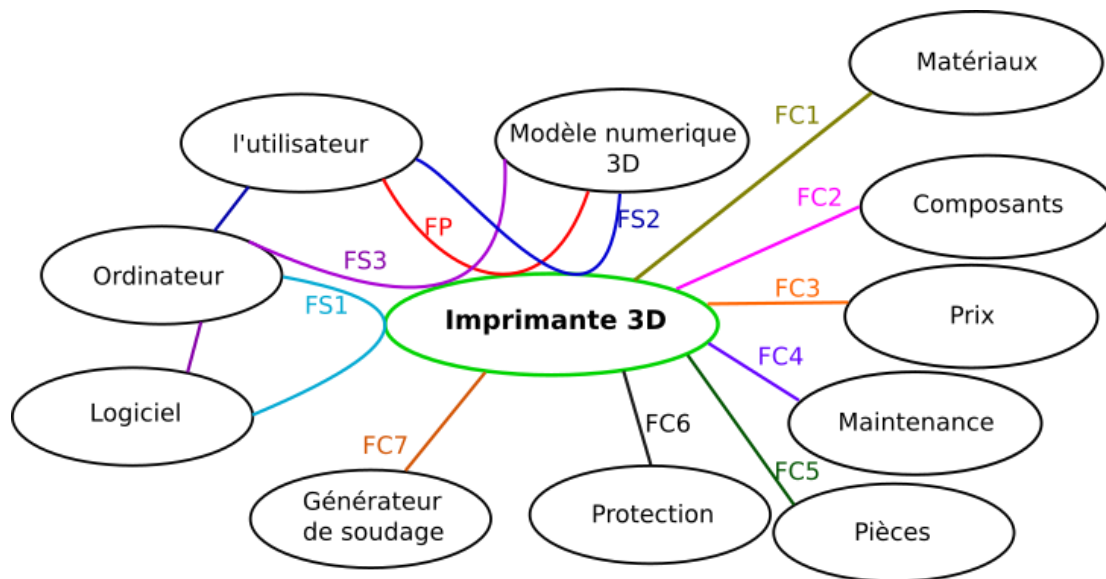 Matériaux
FC1
l'utilisateur
Modèle numerique
3D
FC2
Composants
FP
FS2
FS3
Ordinateur
FS1
FC3
Imprimante 3D
Prix
FC4
Logiciel
Maintenance
FC7
FC6
FC5
Générateur
de soudage
Protection
Pièces